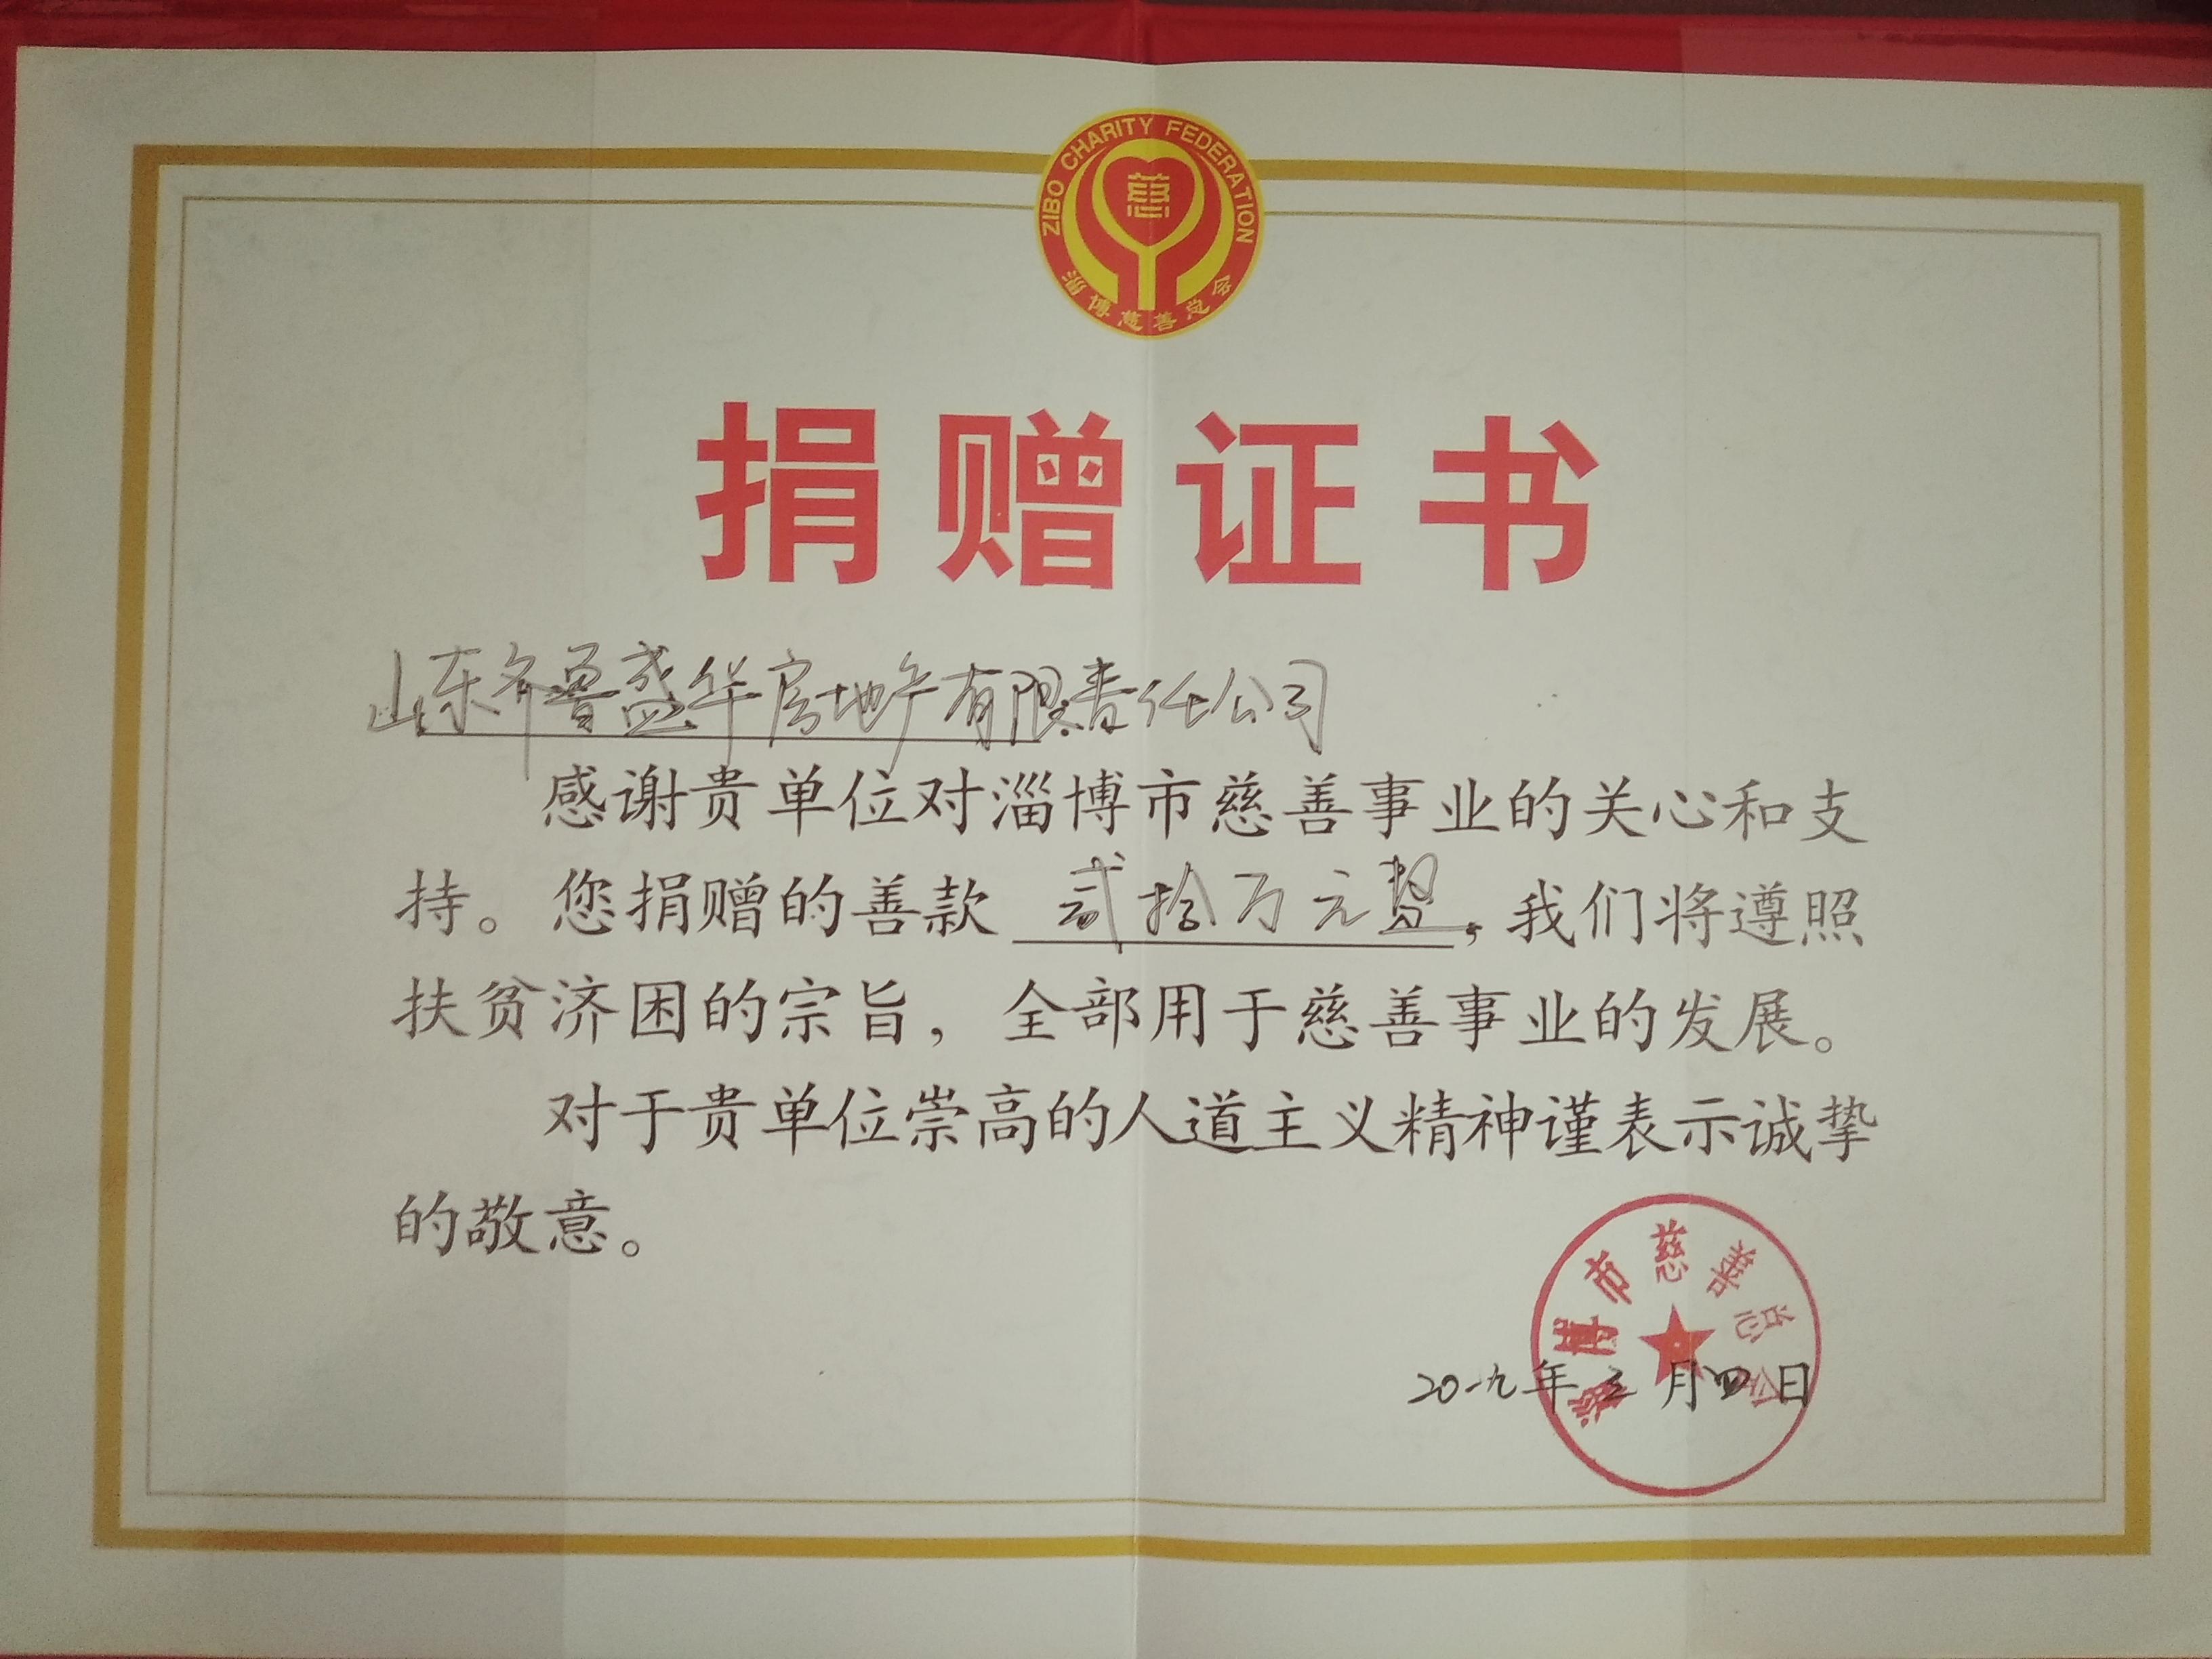 ZIBO CHARITY FEDERATION
慈
淄博慈善总会
捐赠证书
山东齐鲁盛华房地产有限责任公司
感谢贵单位对淄博市慈善事业的关心和支
持。您捐赠的善款 贰拾万元整，我们将遵照
扶贫济困的宗旨，全部用于慈善事业的发展。
对于贵单位崇高的人道主义精神谨表示诚挚
的敬意。
淄博市慈善总会
20一九年三月四日